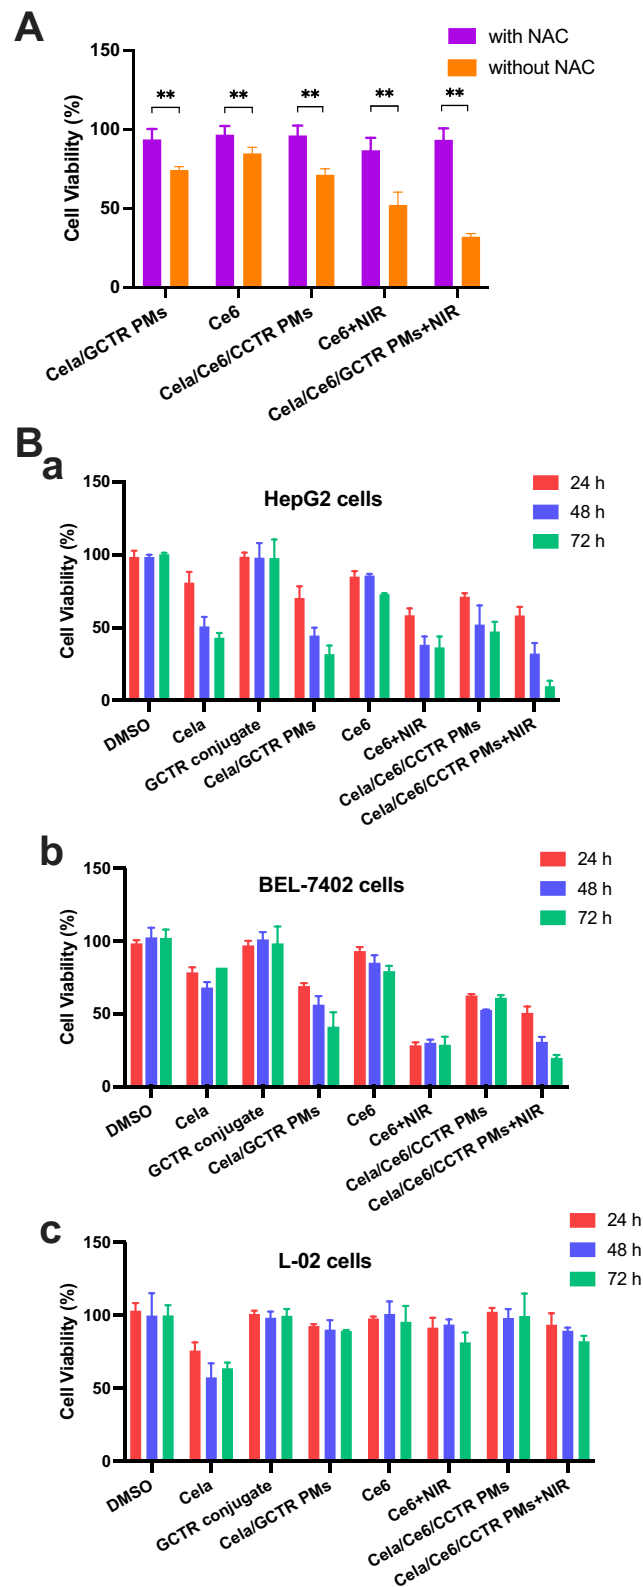 A
with NAC
without NAC
Cell Viability (%)
150
100
50
0
** ** ** ** **
Cela/GCTR PMs
Ce6
Cela/Ce6/CCTR PMs
Ce6+NIR
Cela/Ce6/GCTR PMs+NIR
B
a
HepG2 cells
24 h
48 h
72 h
Cell Viability (%)
150
100
50
0
DMSO
Cela
GCTR conjugate
Cela/GCTR PMs
Ce6
Ce6+NIR
Cela/Ce6/CCTR PMs
Cela/Ce6/CCTR PMs+NIR
b
BEL-7402 cells
24 h
48 h
72 h
Cell Viability (%)
150
100
50
0
DMSO
Cela
GCTR conjugate
Cela/GCTR PMs
Ce6
Ce6+NIR
Cela/Ce6/CCTR PMs
Cela/Ce6/CCTR PMs+NIR
c
L-02 cells
24 h
48 h
72 h
Cell Viability (%)
150
100
50
0
DMSO
Cela
GCTR conjugate
Cela/GCTR PMs
Ce6
Ce6+NIR
Cela/Ce6/CCTR PMs
Cela/Ce6/CCTR PMs+NIR